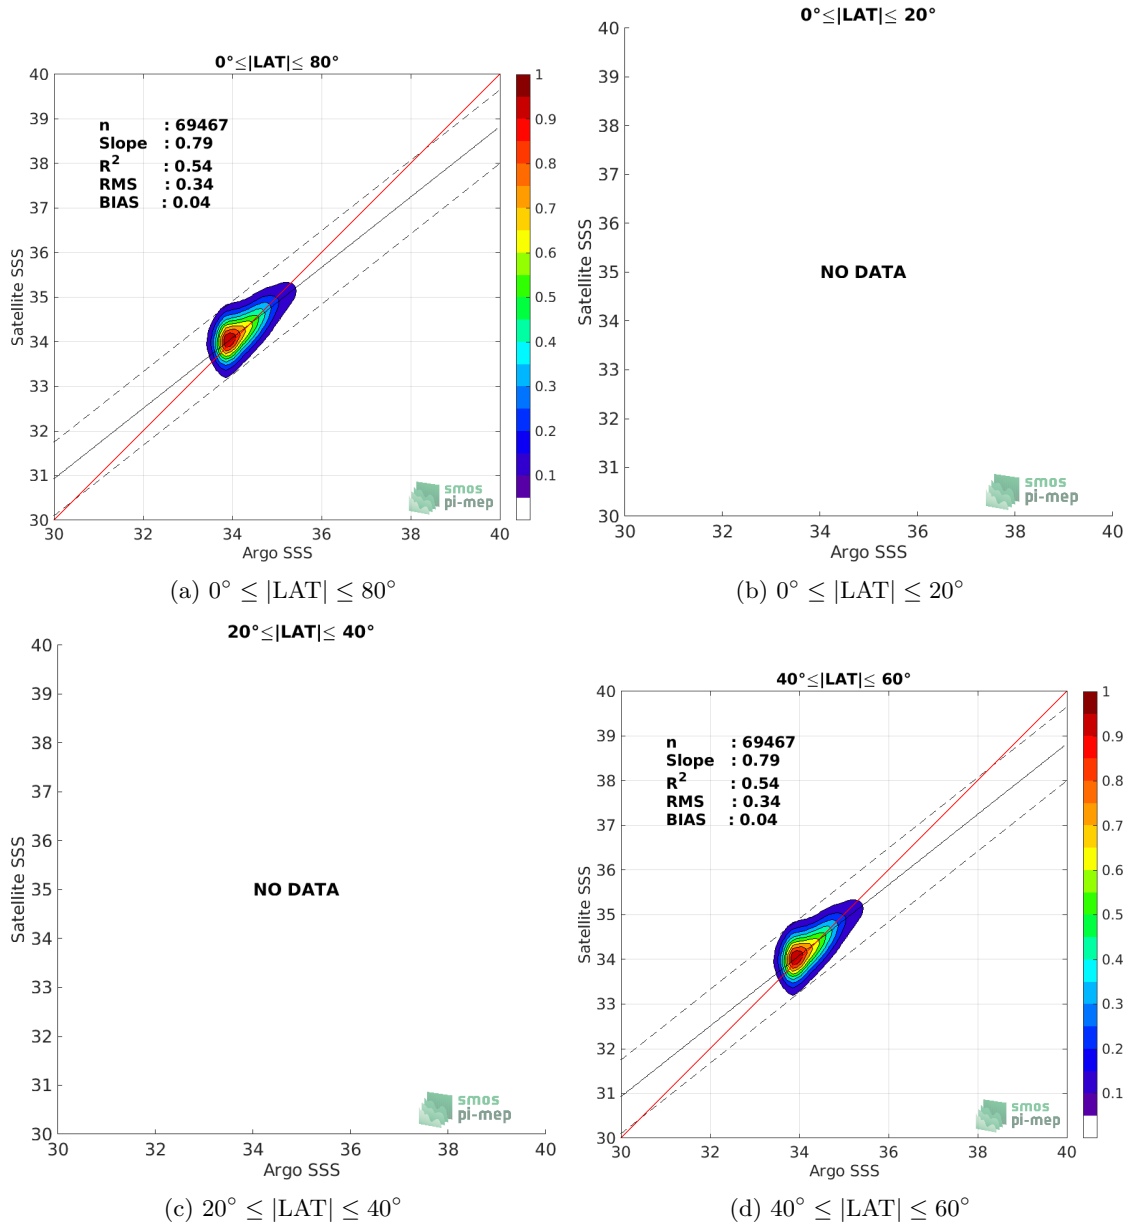 0°≤|LAT|≤ 80°
40
39
38
37
36
35
34
33
32
31
30
Satellite SSS
n : 69467
Slope : 0.79
R² : 0.54
RMS : 0.34
BIAS : 0.04
smos
pi-mep
30 32 34 36 38 40
Argo SSS
1
0.9
0.8
0.7
0.6
0.5
0.4
0.3
0.2
0.1
(a) 0° ≤ |LAT| ≤ 80°
0°≤|LAT|≤ 20°
40
39
38
37
36
35
34
33
32
31
30
Satellite SSS
NO DATA
smos
pi-mep
30 32 34 36 38 40
Argo SSS
(b) 0° ≤ |LAT| ≤ 20°
20°≤|LAT|≤ 40°
40
39
38
37
36
35
34
33
32
31
30
Satellite SSS
NO DATA
smos
pi-mep
30 32 34 36 38 40
Argo SSS
(c) 20° ≤ |LAT| ≤ 40°
40°≤|LAT|≤ 60°
40
39
38
37
36
35
34
33
32
31
30
Satellite SSS
n : 69467
Slope : 0.79
R² : 0.54
RMS : 0.34
BIAS : 0.04
smos
pi-mep
30 32 34 36 38 40
Argo SSS
1
0.9
0.8
0.7
0.6
0.5
0.4
0.3
0.2
0.1
(d) 40° ≤ |LAT| ≤ 60°